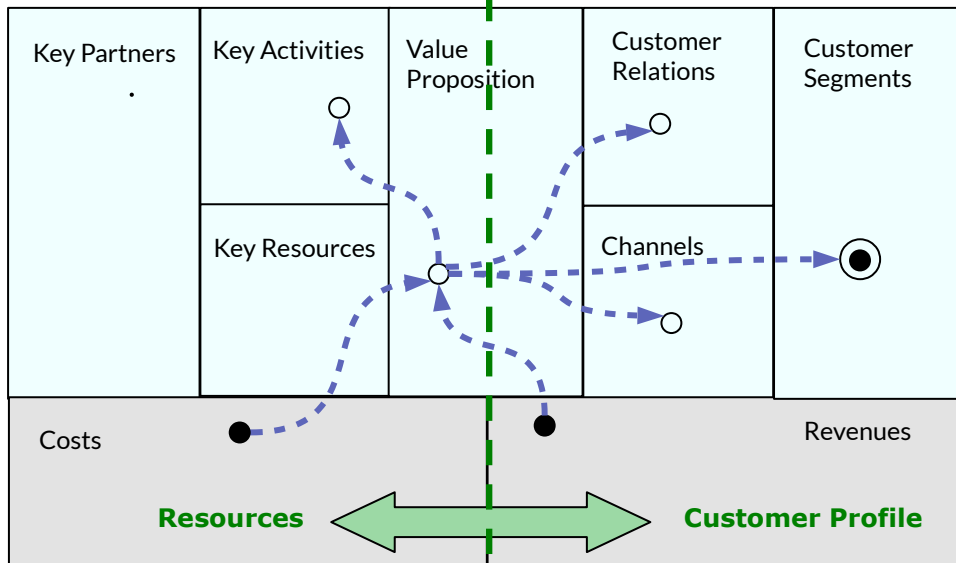 Key Partners
Key Activities
Value
Proposition
Customer
Relations
Customer
Segments
Key Resources
Channels
Costs
Revenues
Resources
Customer Profile